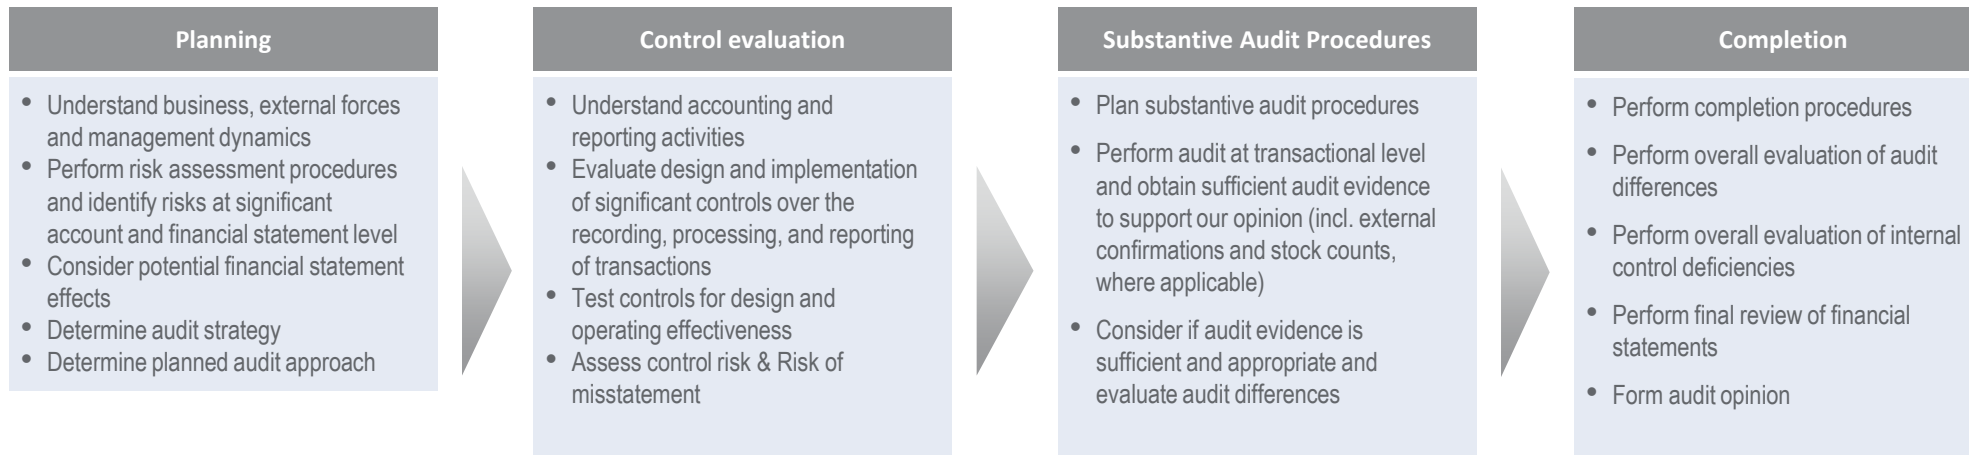 Planning
• Understand business, external forces
and management dynamics
• Perform risk assessment procedures
and identify risks at significant
account and financial statement level
• Consider potential financial statement
effects
• Determine audit strategy
• Determine planned audit approach
Control evaluation
• Understand accounting and
reporting activities
• Evaluate design and implementation
of significant controls over the
recording, processing, and reporting
of transactions
• Test controls for design and
operating effectiveness
• Assess control risk & Risk of
misstatement
Substantive Audit Procedures
• Plan substantive audit procedures
• Perform audit at transactional level
and obtain sufficient audit evidence
to support our opinion (incl. external
confirmations and stock counts,
where applicable)
• Consider if audit evidence is
sufficient and appropriate and
evaluate audit differences
Completion
• Perform completion procedures
• Perform overall evaluation of audit
differences
• Perform overall evaluation of internal
control deficiencies
• Perform final review of financial
statements
• Form audit opinion